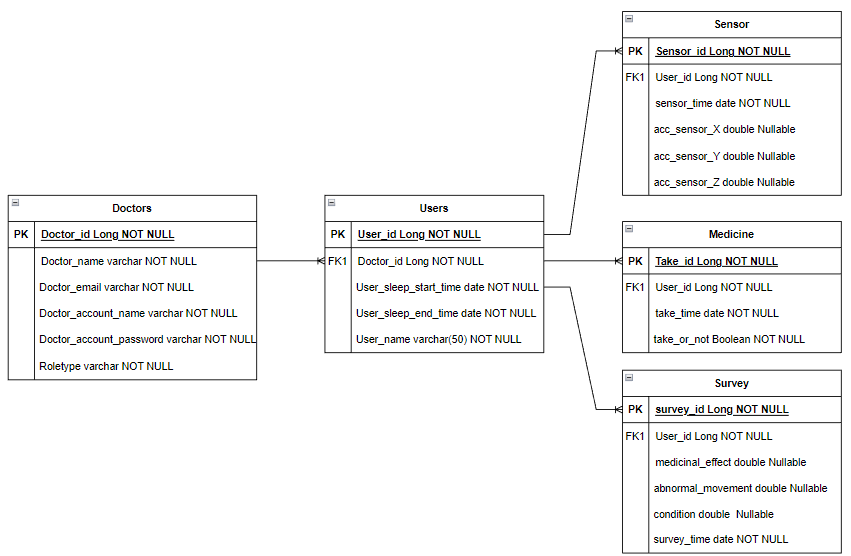 Sensor
PK Sensor_id Long NOT NULL
FK1 User_id Long NOT NULL
sensor_time date NOT NULL
acc_sensor_X double Nullable
acc_sensor_Y double Nullable
acc_sensor_Z double Nullable
Doctors
PK Doctor_id Long NOT NULL
Doctor_name varchar NOT NULL
Doctor_email varchar NOT NULL
Doctor_account_name varchar NOT NULL
Doctor_account_password varchar NOT NULL
Roletype varchar NOT NULL
Users
PK User_id Long NOT NULL
FK1 Doctor_id Long NOT NULL
User_sleep_start_time date NOT NULL
User_sleep_end_time date NOT NULL
User_name varchar(50) NOT NULL
Medicine
PK Take_id Long NOT NULL
FK1 User_id Long NOT NULL
take_time date NOT NULL
take_or_not Boolean NOT NULL
Survey
PK survey_id Long NOT NULL
FK1 User_id Long NOT NULL
medicinal_effect double Nullable
abnormal_movement double Nullable
condition double Nullable
survey_time date NOT NULL